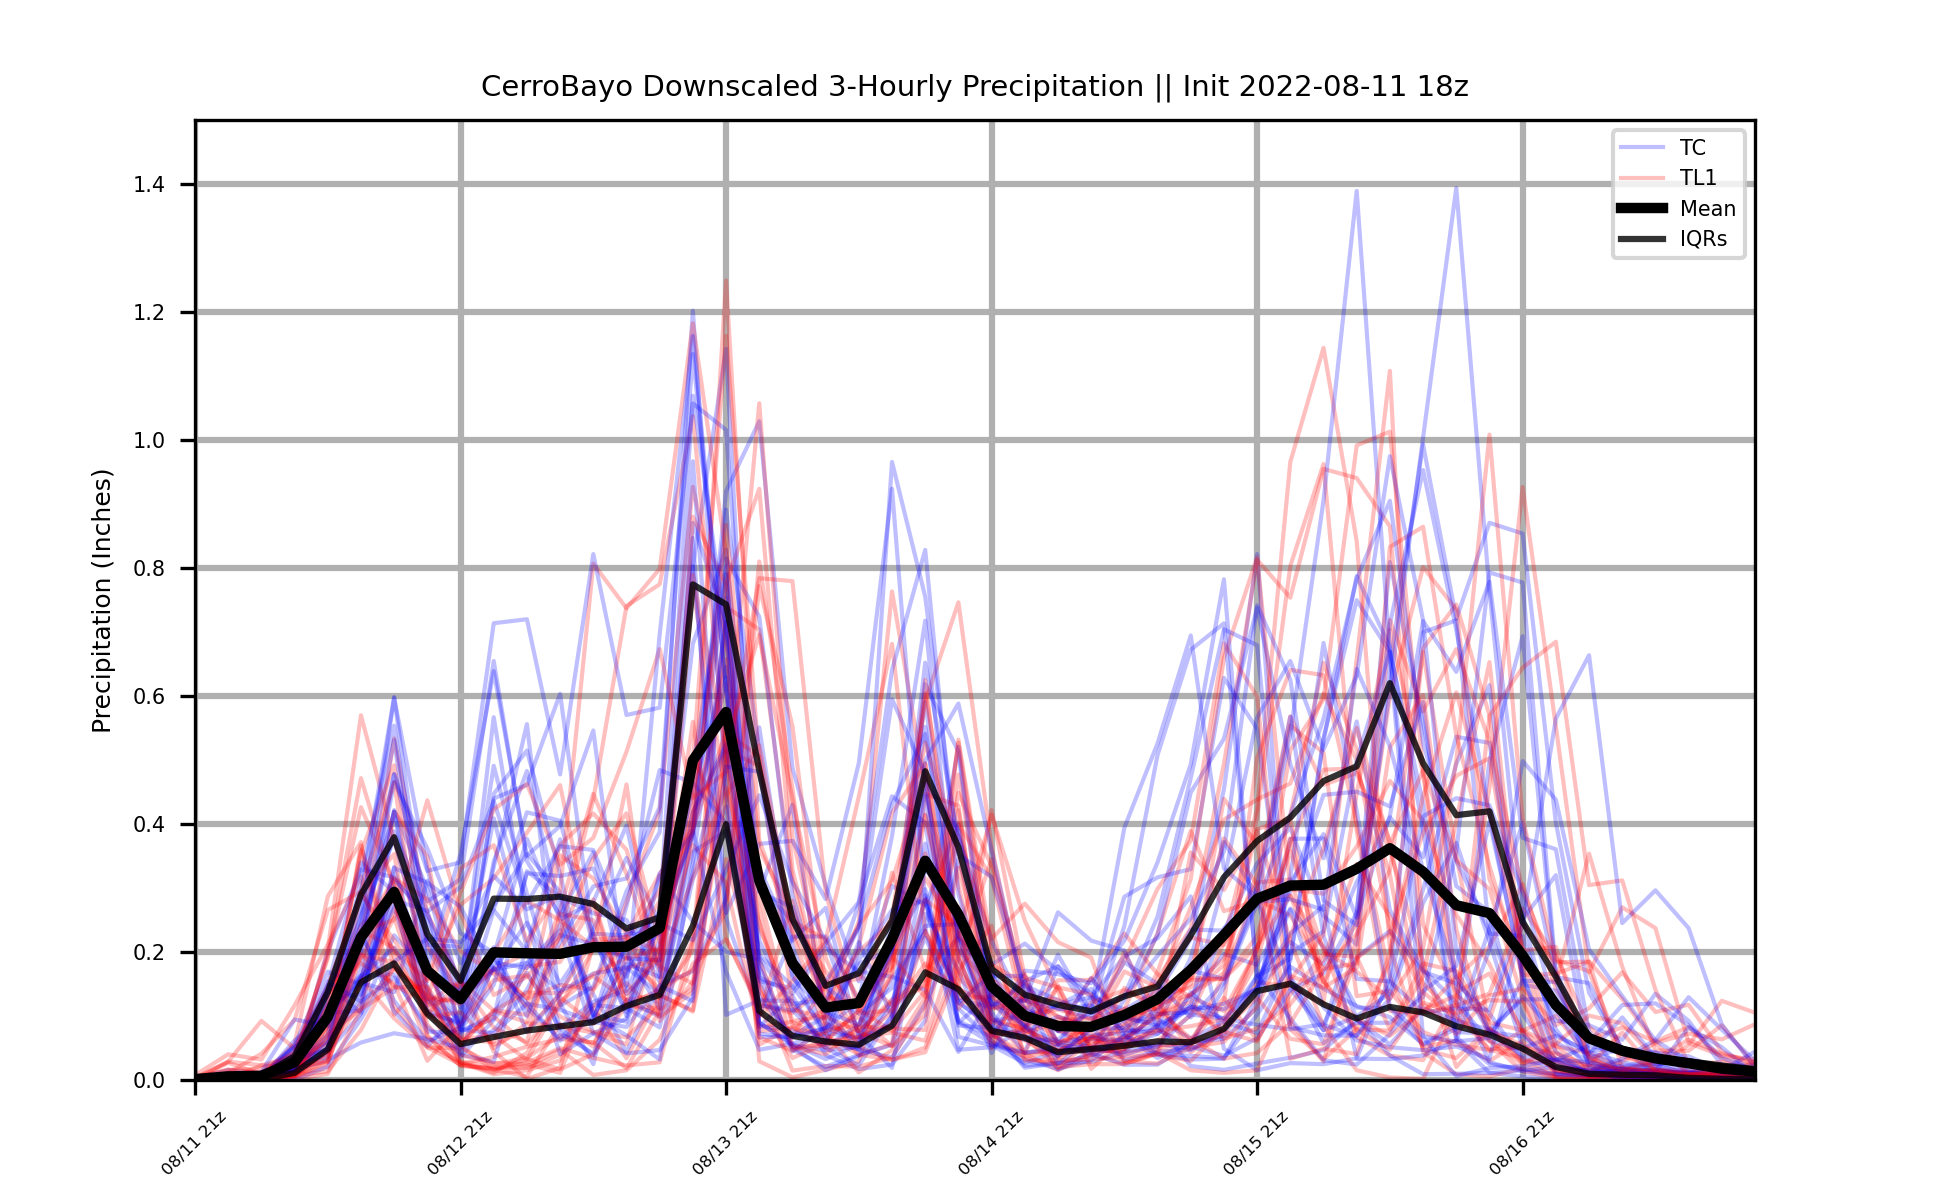 CerroBayo Downscaled 3-Hourly Precipitation || Init 2022-08-11 18z
TC
TL1
Mean
IQRs
Precipitation (Inches)
1.4
1.2
1.0
0.8
0.6
0.4
0.2
0.0
08/11 21z
08/12 21z
08/13 21z
08/14 21z
08/15 21z
08/16 21z